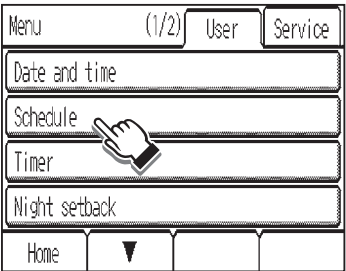 Menu (1/2) User Service
Date and time
Schedule
Timer
Night setback
Home ▼